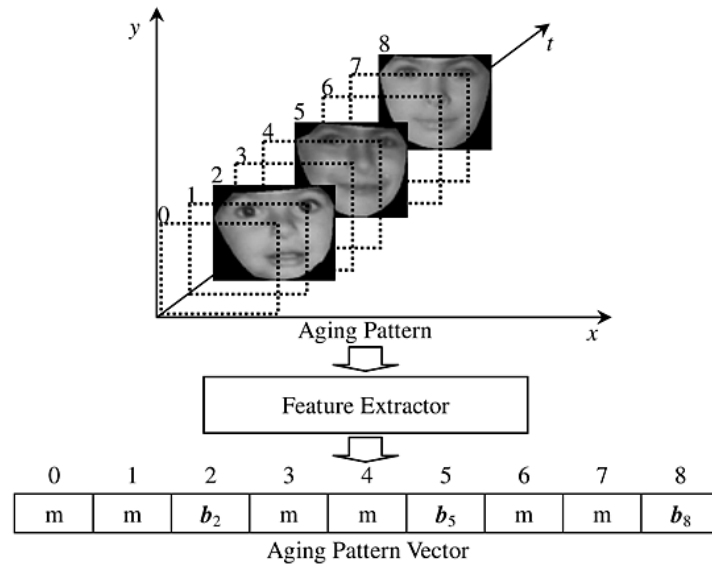 y
t
8
7
6
5
4
3
2
1
0
x
Aging Pattern
Feature Extractor
0 1 2 3 4 5 6 7 8
m m b2 m m b5 m m b8
Aging Pattern Vector